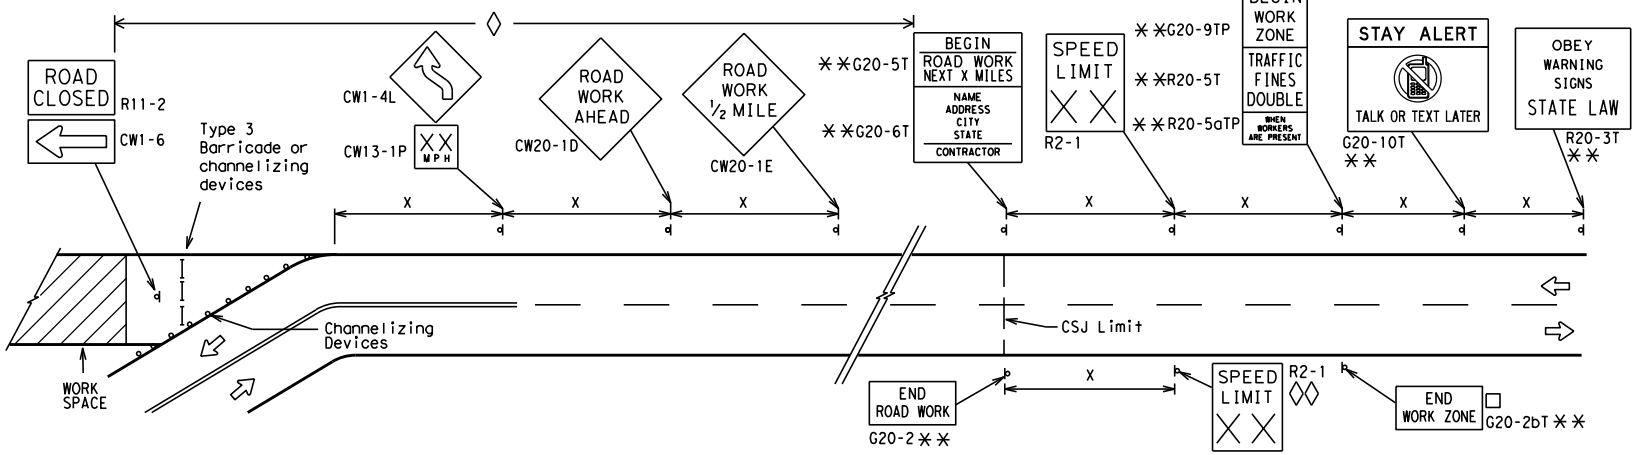 ROAD
CLOSED
R11-2
CW1-6
Type 3
Barricade or
channelizing
devices
CW1-4L
XX
MPH
CW13-1P
ROAD
WORK
AHEAD
CW20-1D
ROAD
WORK
1/2 MILE
CW20-1E
**G20-5T
**G20-6T
BEGIN
ROAD WORK
NEXT X MILES
NAME
ADDRESS
CITY
STATE
CONTRACTOR
SPEED
LIMIT
XX
R2-1
**G20-9TP
**R20-5T
**R20-5aTP
BEGIN
WORK
ZONE
TRAFFIC
FINES
DOUBLE
WHEN
WORKERS
ARE PRESENT
STAY ALERT
TALK OR TEXT LATER
G20-10T
**
OBEY
WARNING
SIGNS
STATE LAW
R20-3T
**
X
X
X
X
X
X
X
WORK
SPACE
Channelizing
Devices
CSJ Limit
END
ROAD WORK
G20-2**
X
SPEED
LIMIT
XX
R2-1
END
WORK ZONE
G20-2bT **